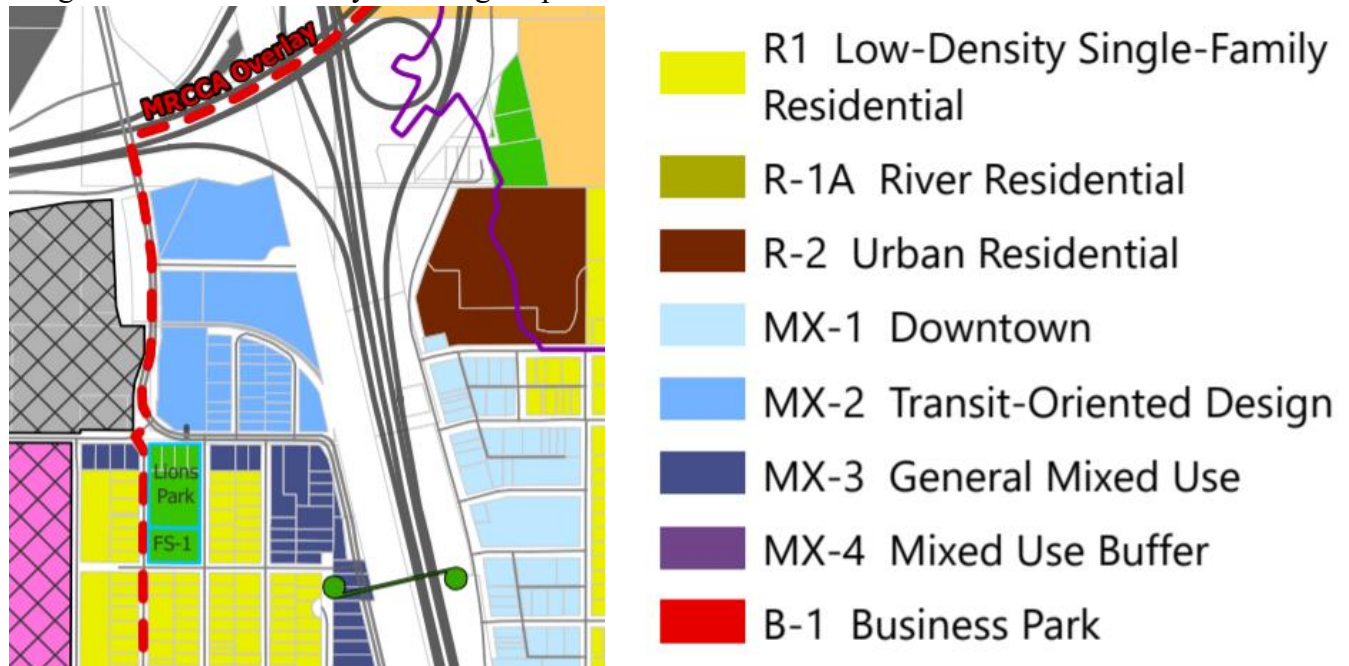 MRCCA Overlay
Lions
Park
FS-1
R1 Low-Density Single-Family
Residential
R-1A River Residential
R-2 Urban Residential
MX-1 Downtown
MX-2 Transit-Oriented Design
MX-3 General Mixed Use
MX-4 Mixed Use Buffer
B-1 Business Park